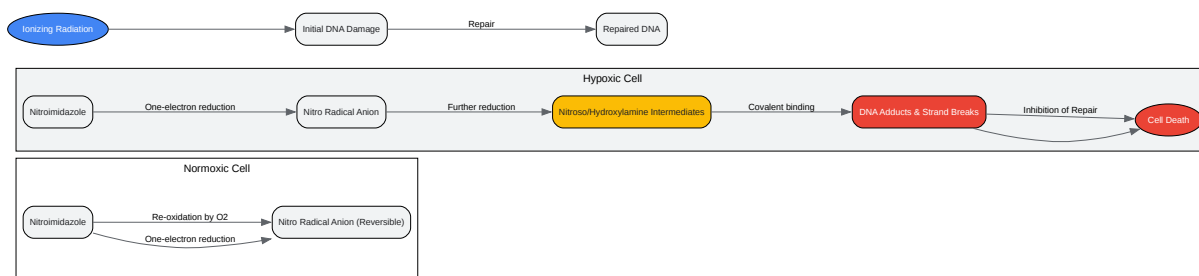 Ionizing Radiation
Initial DNA Damage
Repair
Repaired DNA
Hypoxic Cell
Nitroimidazole
One-electron reduction
Nitro Radical Anion
Further reduction
Nitroso/Hydroxylamine Intermediates
Covalent binding
DNA Adducts & Strand Breaks
Inhibition of Repair
Cell Death
Normoxic Cell
Nitroimidazole
Re-oxidation by O2
One-electron reduction
Nitro Radical Anion (Reversible)